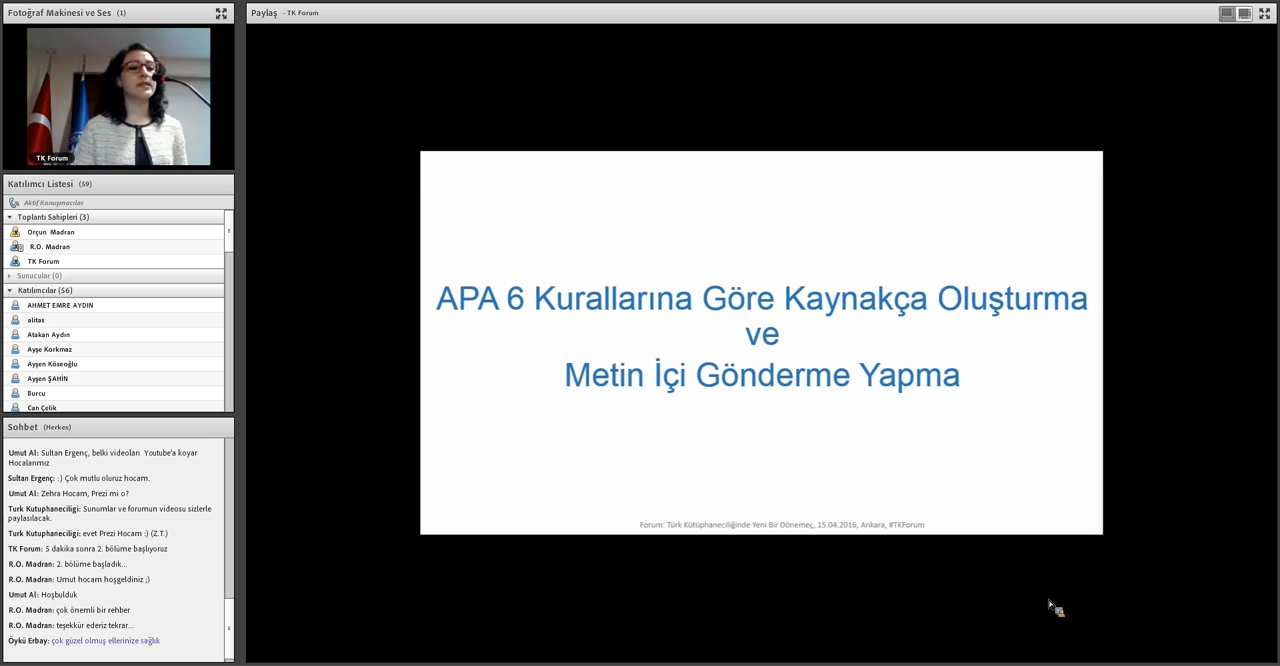 Fotoğraf Makinesi ve Ses (1)
TK Forum
Katılımcı Listesi (59)
Aktif Konuşmacılar
Toplantı Sahipleri (3)
Orçun Madran
R.O. Madran
TK Forum
Sunucular (0)
Katılımcılar (56)
AHMET EMRE AYDIN
alitas
Atakan Aydın
Ayşe Korkmaz
Ayşen Köseoğlu
Ayşen ŞAHİN
Burcu
Can Çelik
Sohbet (Herkes)
Umut Al: Sultan Ergenç, belki videoları Youtube'a koyar
Hocalarımız
Sultan Ergenç: :) Çok mutlu oluruz hocam.
Umut Al: Zehra Hocam, Prezi mi o?
Turk Kutuphaneciligi: Sunumlar ve forumun videosu sizlerle
paylasılacak.
Turk Kutuphaneciligi: evet Prezi Hocam :) (Z.T.)
TK Forum: 5 dakika sonra 2. bölüme başlıyoruz
R.O. Madran: 2. bölüme başladık...
R.O. Madran: Umut hocam hoşgeldiniz ;)
Umut Al: Hoşbulduk
R.O. Madran: çok önemli bir rehber
R.O. Madran: teşekkür ederiz tekrar...
Öykü Erbay: çok güzel olmuş ellerinize sağlık
Paylaş - TK Forum
APA 6 Kurallarına Göre Kaynakça Oluşturma
ve
Metin İçi Gönderme Yapma
Forum: Türk Kütüphaneciliğinde Yeni Bir Dönemeç, 15.04.2016, Ankara, #TKForum